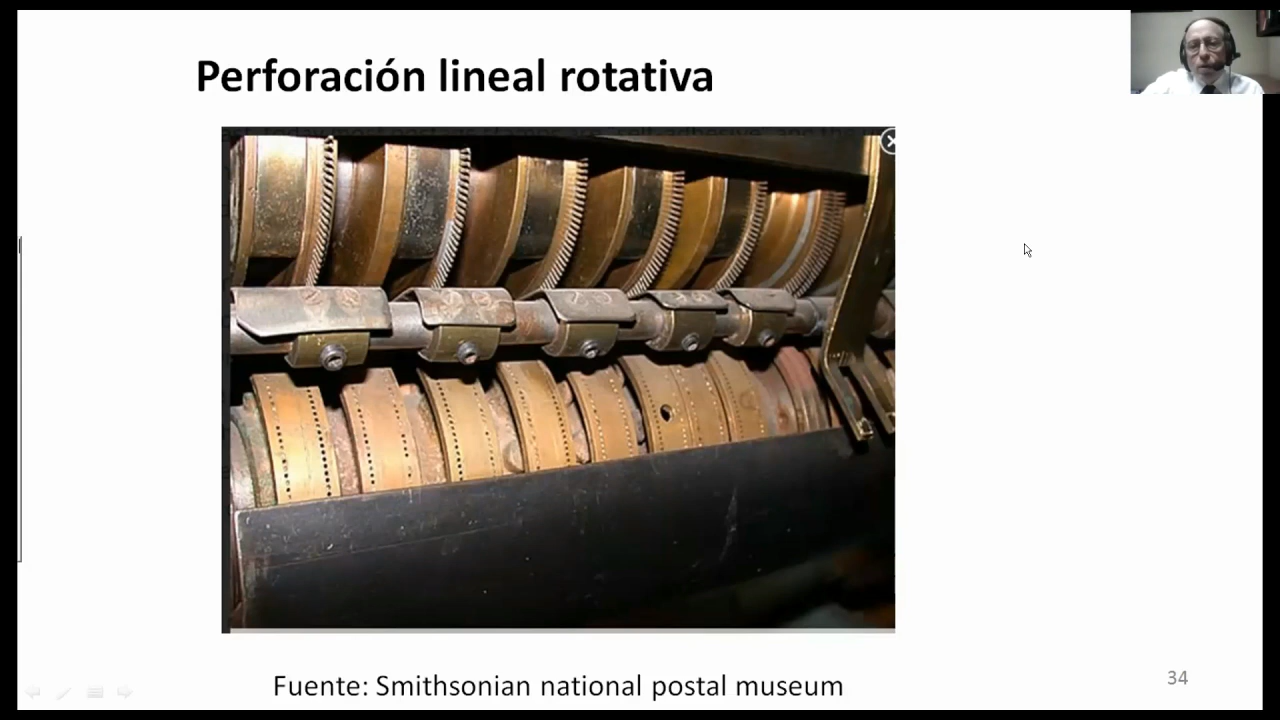 Perforación lineal rotativa
Fuente: Smithsonian national postal museum
34